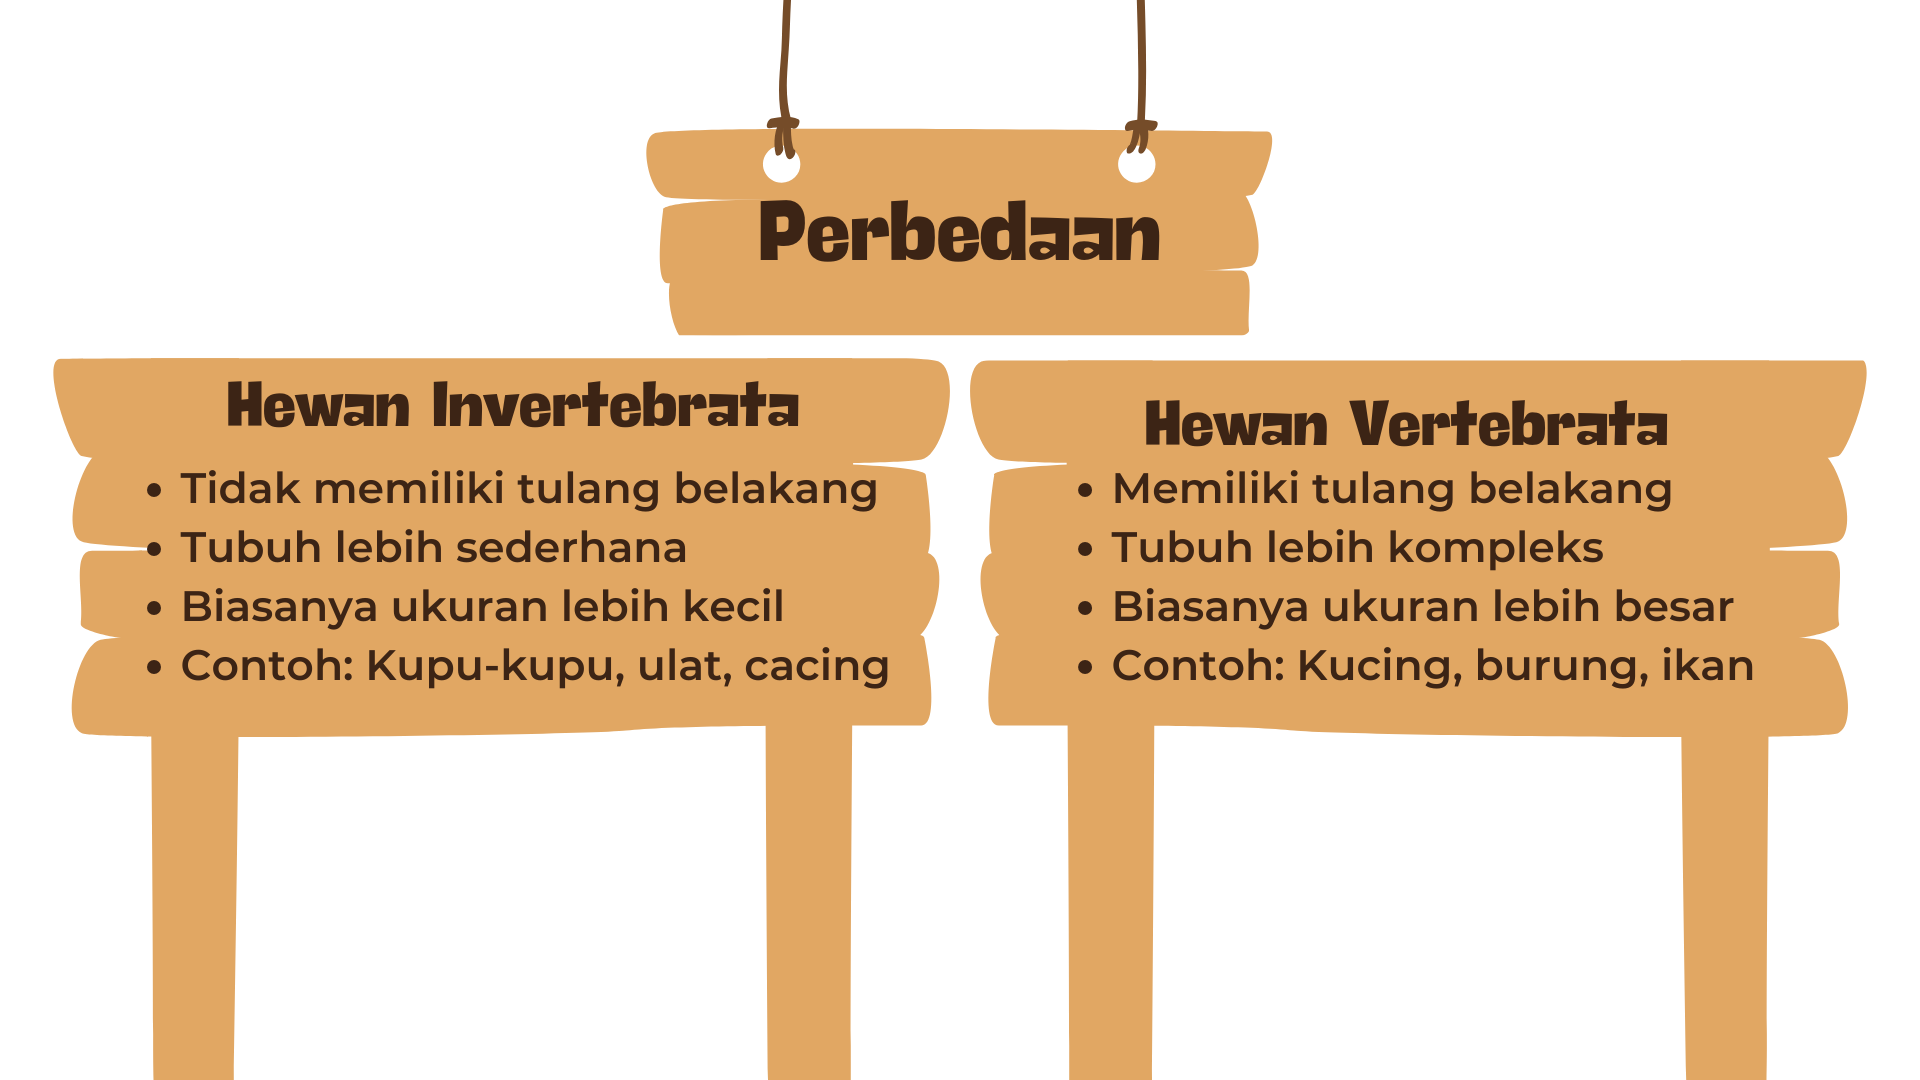 Perbedaan
Hewan Invertebrata
• Tidak memiliki tulang belakang
• Tubuh lebih sederhana
• Biasanya ukuran lebih kecil
• Contoh: Kupu-kupu, ulat, cacing
Hewan Vertebrata
• Memiliki tulang belakang
• Tubuh lebih kompleks
• Biasanya ukuran lebih besar
• Contoh: Kucing, burung, ikan